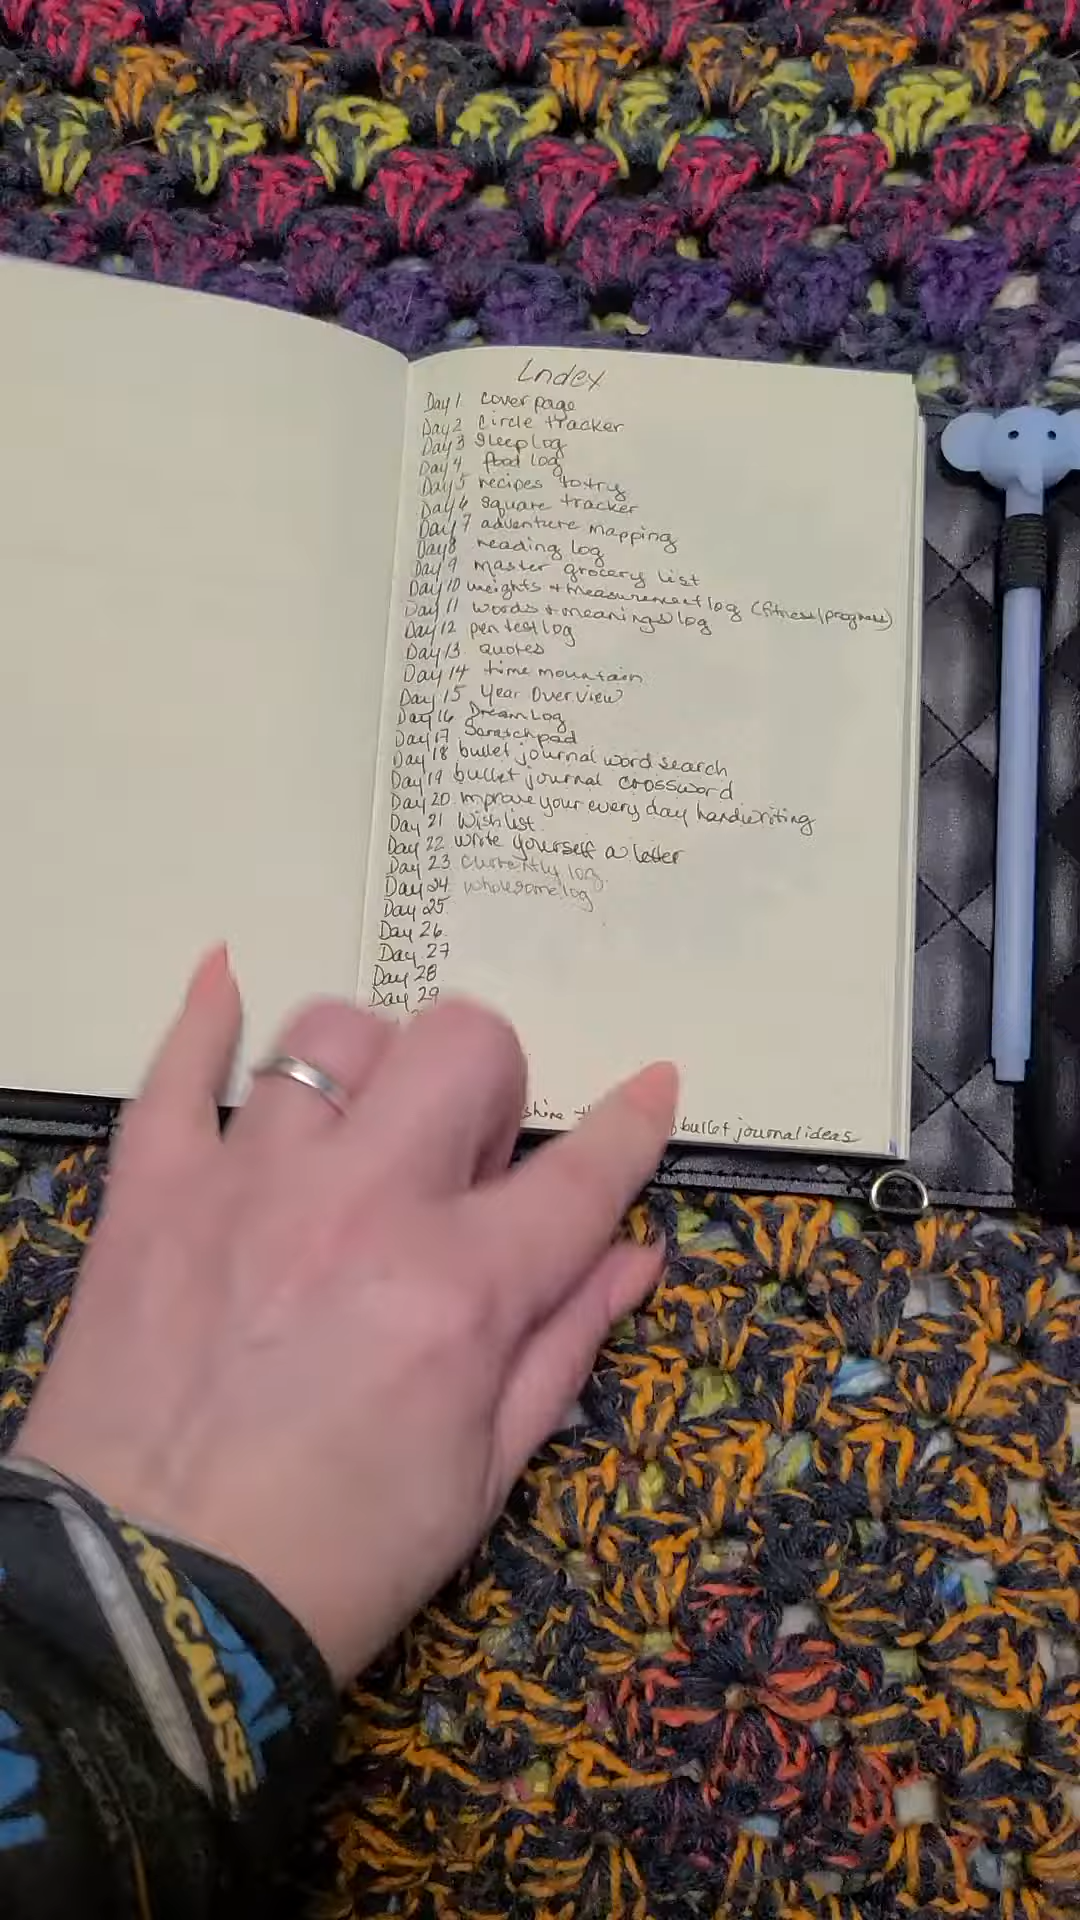 Index
Day 1 cover page
Day 2 circle tracker
Day 3 sleep log
Day 4 food log
Day 5 recipes to try
Day 6 square tracker
Day 7 adventure mapping
Day 8 reading log
Day 9 master grocery list
Day 10 weights + measurement log (fitness/progress)
Day 11 words + meanings log
Day 12 pen test log
Day 13 quotes
Day 14 time mountain
Day 15 Year Overview
Day 16 Dream Log
Day 17 Scratchpad
Day 18 bullet journal word search
Day 19 bullet journal crossword
Day 20 improve your every day handwriting
Day 21 Wishlist
Day 22 write yourself a letter
Day 23 currently log
Day 24 wholesome log
Day 25
Day 26
Day 27
Day 28
Day 29
shine bullet journal ideas
CAUSE